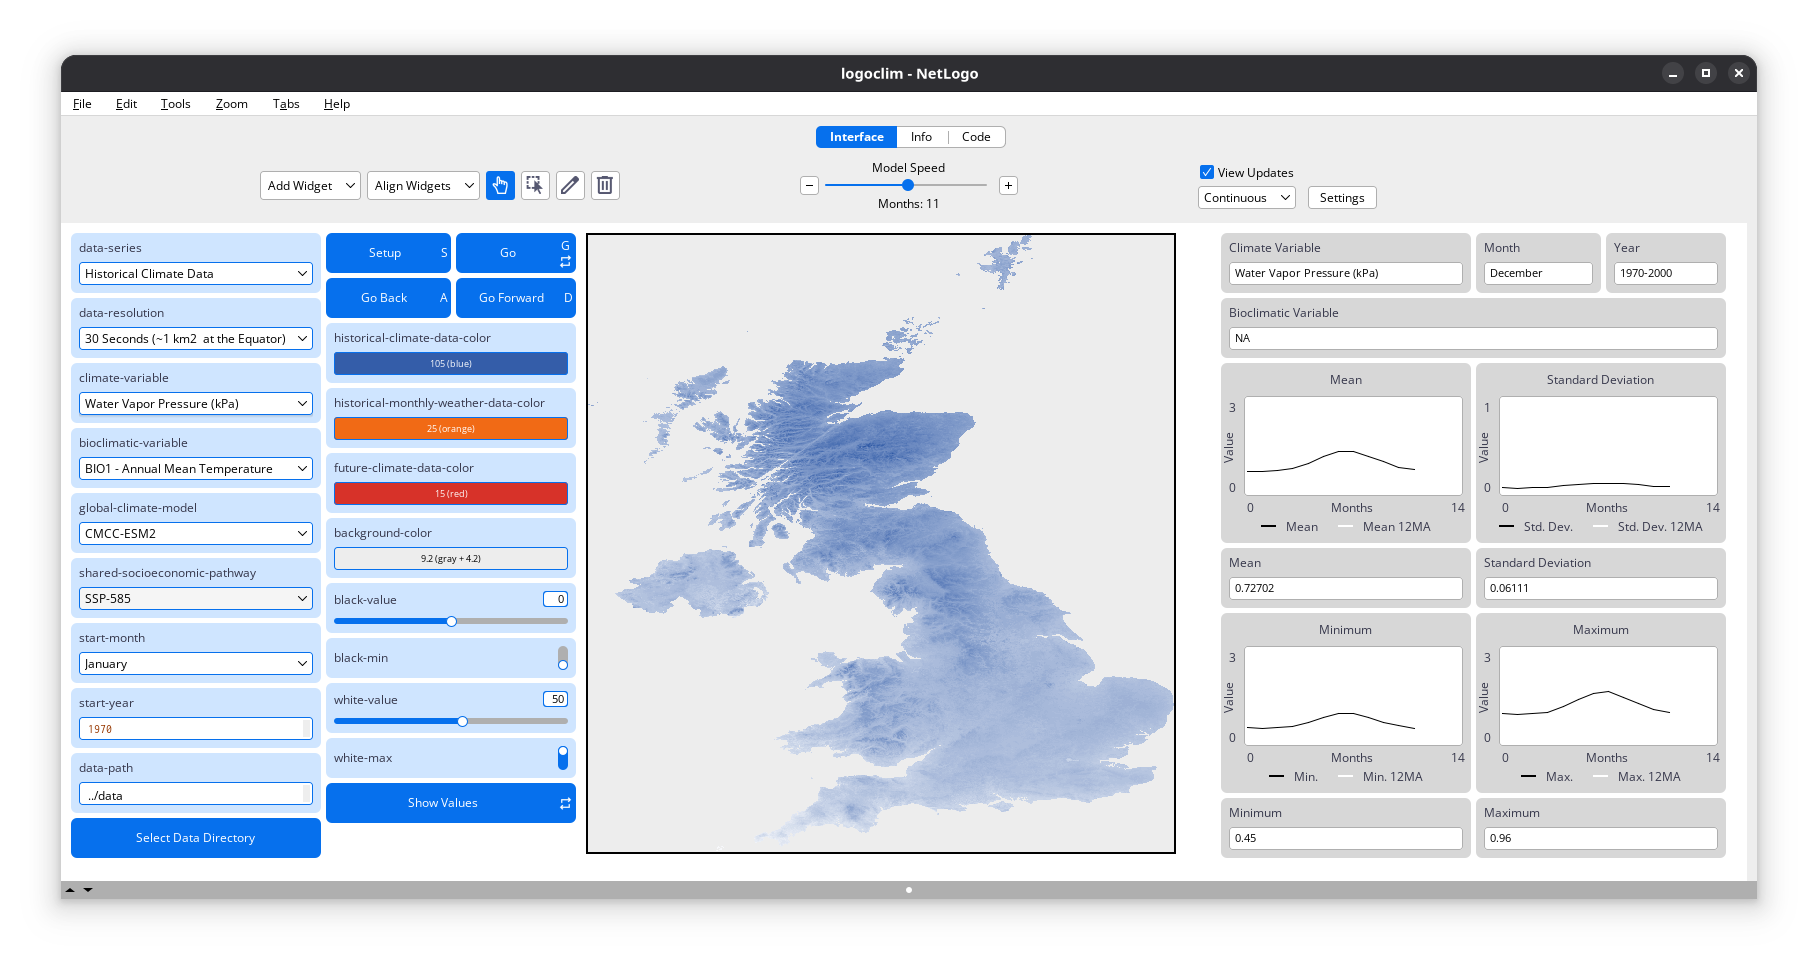 logoclim - NetLogo
File Edit Tools Zoom Tabs Help
Interface Info Code
Add Widget Align Widgets
Model Speed
Months: 11
View Updates
Continuous Settings
data-series
Historical Climate Data
data-resolution
30 Seconds (~1 km2 at the Equator)
climate-variable
Water Vapor Pressure (kPa)
bioclimatic-variable
BIO1 - Annual Mean Temperature
global-climate-model
CMCC-ESM2
shared-socioeconomic-pathway
SSP-585
start-month
January
start-year
1970
data-path
../data
Select Data Directory
Setup S
Go G
Go Back A
Go Forward D
historical-climate-data-color
105 (blue)
historical-monthly-weather-data-color
25 (orange)
future-climate-data-color
15 (red)
background-color
9.2 (gray + 4.2)
black-value 0
black-min
white-value 50
white-max
Show Values
Climate Variable
Water Vapor Pressure (kPa)
Month
December
Year
1970-2000
Bioclimatic Variable
NA
Mean
3
Value
0
0 Months 14
Mean Mean 12MA
Standard Deviation
1
Value
0
0 Months 14
Std. Dev. Std. Dev. 12MA
Mean
0.72702
Standard Deviation
0.06111
Minimum
3
Value
0
0 Months 14
Min. Min. 12MA
Maximum
3
Value
0
0 Months 14
Max. Max. 12MA
Minimum
0.45
Maximum
0.96